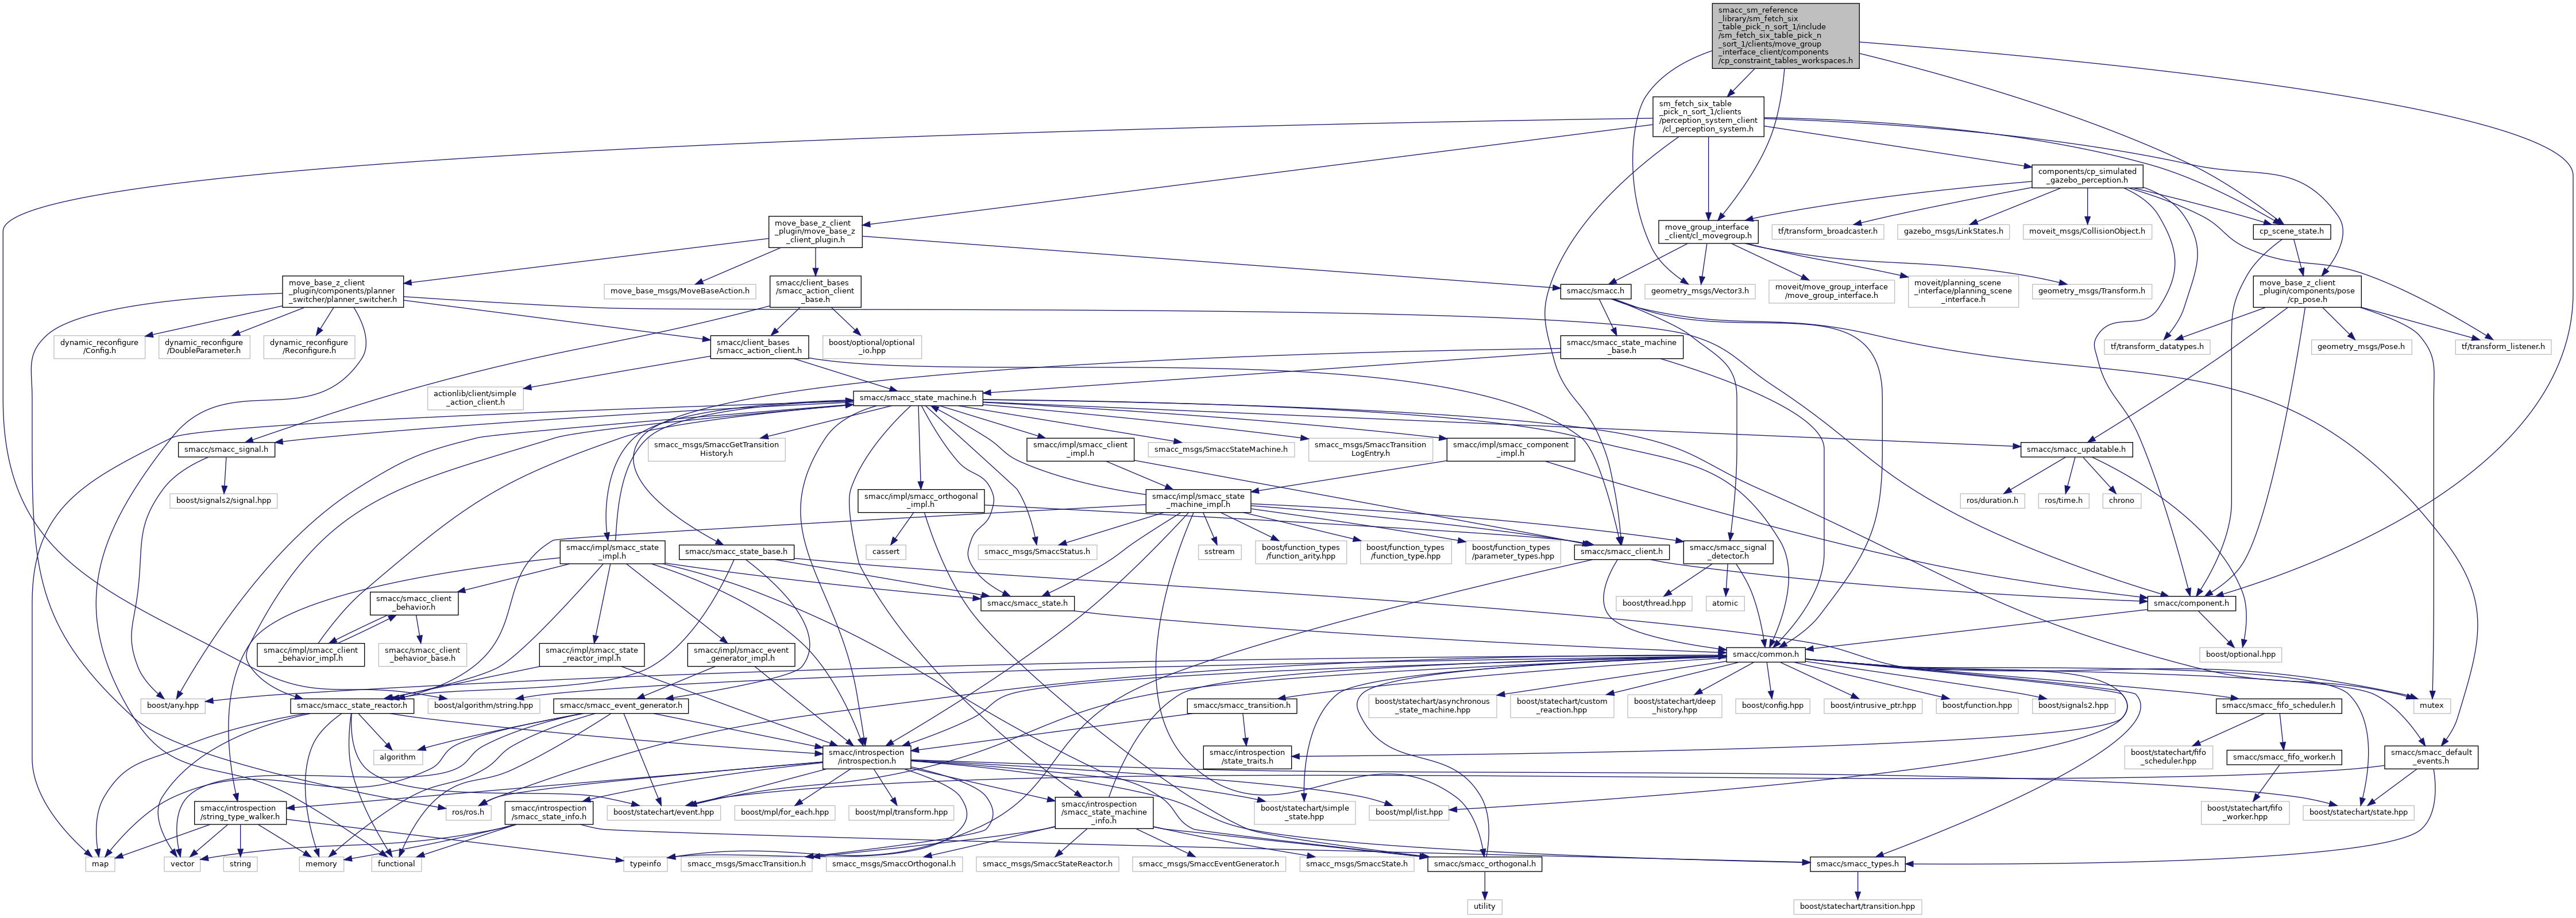 smacc_sm_reference
_library/sm_fetch_six
_table_pick_n_sort_1/include
/sm_fetch_six_table_pick_n
_sort_1/clients/move_group
_interface_client/components
/cp_constraint_tables_workspaces.h
sm_fetch_six_table
_pick_n_sort_1/clients
/perception_system_client
/cl_perception_system.h
components/cp_simulated
_gazebo_perception.h
move_base_z_client
_plugin/move_base_z
_client_plugin.h
move_group_interface
_client/cl_movegroup.h
tf/transform_broadcaster.h
gazebo_msgs/LinkStates.h
moveit_msgs/CollisionObject.h
cp_scene_state.h
move_base_z_client
_plugin/components/planner
_switcher/planner_switcher.h
move_base_msgs/MoveBaseAction.h
smacc/client_bases
/smacc_action_client
_base.h
smacc/smacc.h
geometry_msgs/Vector3.h
moveit/move_group_interface
/move_group_interface.h
moveit/planning_scene
_interface/planning_scene
_interface.h
geometry_msgs/Transform.h
move_base_z_client
_plugin/components/pose
/cp_pose.h
dynamic_reconfigure
/Config.h
dynamic_reconfigure
/DoubleParameter.h
dynamic_reconfigure
/Reconfigure.h
smacc/client_bases
/smacc_action_client.h
boost/optional/optional
_io.hpp
smacc/smacc_state_machine
_base.h
tf/transform_datatypes.h
geometry_msgs/Pose.h
tf/transform_listener.h
actionlib/client/simple
_action_client.h
smacc/smacc_state_machine.h
smacc/smacc_signal.h
smacc_msgs/SmaccGetTransition
History.h
smacc/impl/smacc_client
_impl.h
smacc_msgs/SmaccStateMachine.h
smacc_msgs/SmaccTransition
LogEntry.h
smacc/impl/smacc_component
_impl.h
smacc/smacc_updatable.h
boost/signals2/signal.hpp
smacc/impl/smacc_orthogonal
_impl.h
smacc/impl/smacc_state
_machine_impl.h
ros/duration.h
ros/time.h
chrono
smacc/impl/smacc_state
_impl.h
smacc/smacc_state_base.h
cassert
smacc_msgs/SmaccStatus.h
sstream
boost/function_types
/function_arity.hpp
boost/function_types
/function_type.hpp
boost/function_types
/parameter_types.hpp
smacc/smacc_client.h
smacc/smacc_signal
_detector.h
smacc/smacc_client
_behavior.h
smacc/smacc_state.h
boost/thread.hpp
atomic
smacc/component.h
smacc/impl/smacc_client
_behavior_impl.h
smacc/smacc_client
_behavior_base.h
smacc/impl/smacc_state
_reactor_impl.h
smacc/impl/smacc_event
_generator_impl.h
smacc/common.h
boost/optional.hpp
boost/any.hpp
smacc/smacc_state_reactor.h
boost/algorithm/string.hpp
smacc/smacc_event_generator.h
smacc/smacc_transition.h
boost/statechart/asynchronous
_state_machine.hpp
boost/statechart/custom
_reaction.hpp
boost/statechart/deep
_history.hpp
boost/config.hpp
boost/intrusive_ptr.hpp
boost/function.hpp
boost/signals2.hpp
smacc/smacc_fifo_scheduler.h
mutex
algorithm
smacc/introspection
/introspection.h
smacc/introspection
/state_traits.h
boost/statechart/fifo
_scheduler.hpp
smacc/smacc_fifo_worker.h
smacc/smacc_default
_events.h
smacc/introspection
/string_type_walker.h
ros/ros.h
smacc/introspection
/smacc_state_info.h
boost/statechart/event.hpp
boost/mpl/for_each.hpp
boost/mpl/transform.hpp
smacc/introspection
/smacc_state_machine
_info.h
boost/statechart/simple
_state.hpp
boost/mpl/list.hpp
boost/statechart/fifo
_worker.hpp
boost/statechart/state.hpp
map
vector
string
memory
functional
typeinfo
smacc_msgs/SmaccTransition.h
smacc_msgs/SmaccOrthogonal.h
smacc_msgs/SmaccStateReactor.h
smacc_msgs/SmaccEventGenerator.h
smacc_msgs/SmaccState.h
smacc/smacc_orthogonal.h
smacc/smacc_types.h
utility
boost/statechart/transition.hpp